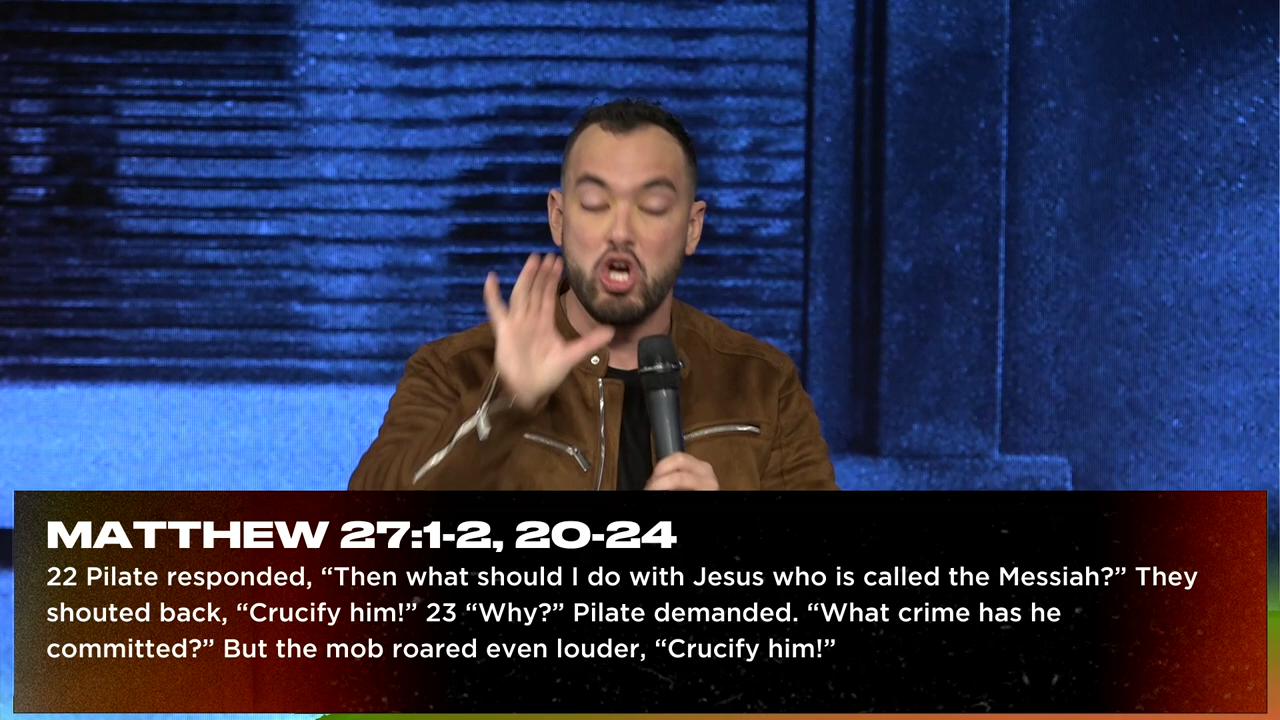 MATTHEW 27:1-2, 20-24
22 Pilate responded, “Then what should I do with Jesus who is called the Messiah?” They
shouted back, “Crucify him!” 23 “Why?” Pilate demanded. “What crime has he
committed?” But the mob roared even louder, “Crucify him!”